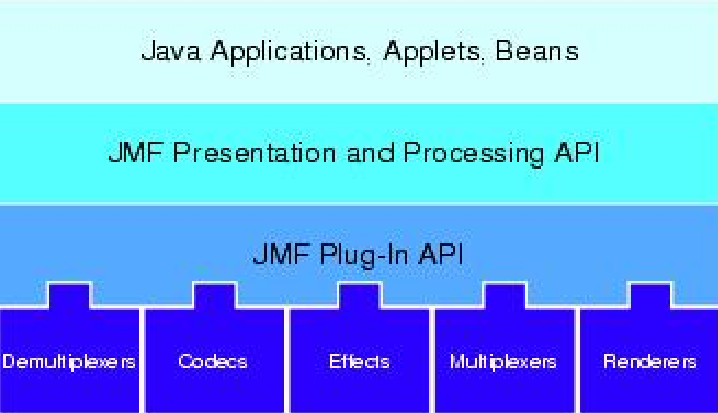 Java Applications, Applets, Beans
JMF Presentation and Processing API
JMF Plug-In API
Demultiplexers
Codecs
Effects
Multiplexers
Renderers